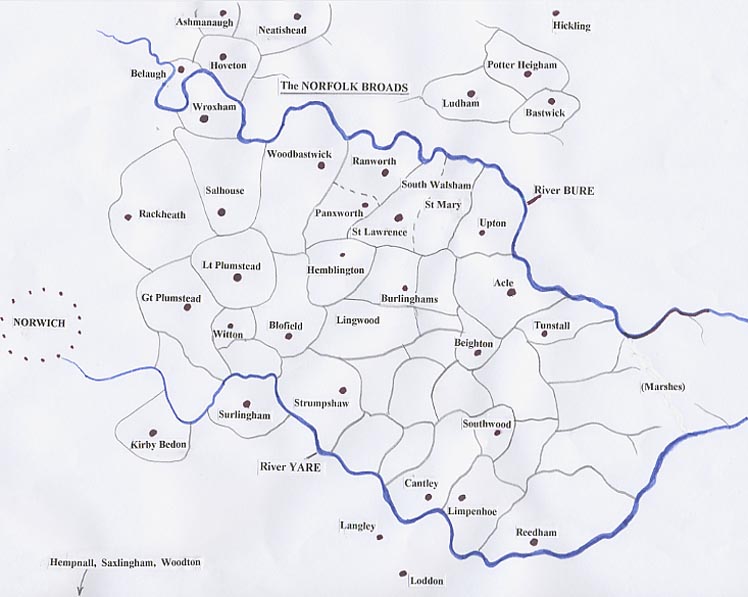 Ashmanaugh
Neatishead
Hickling
Belaugh
Hoveton
Potter Heigham
The NORFOLK BROADS
Ludham
Bastwick
Wroxham
Woodbastwick
Ranworth
South Walsham
St Mary
River BURE
Salhouse
Rackheath
Panxworth
St Lawrence
Upton
Lt Plumstead
Hemblington
Acle
Gt Plumstead
Burlinghams
NORWICH
Witton
Blofield
Lingwood
Tunstall
Beighton
(Marshes)
Strumpshaw
Surlingham
Southwood
Kirby Bedon
River YARE
Cantley
Limpenhoe
Langley
Reedham
Hempnall, Saxlingham, Woodton
Loddon